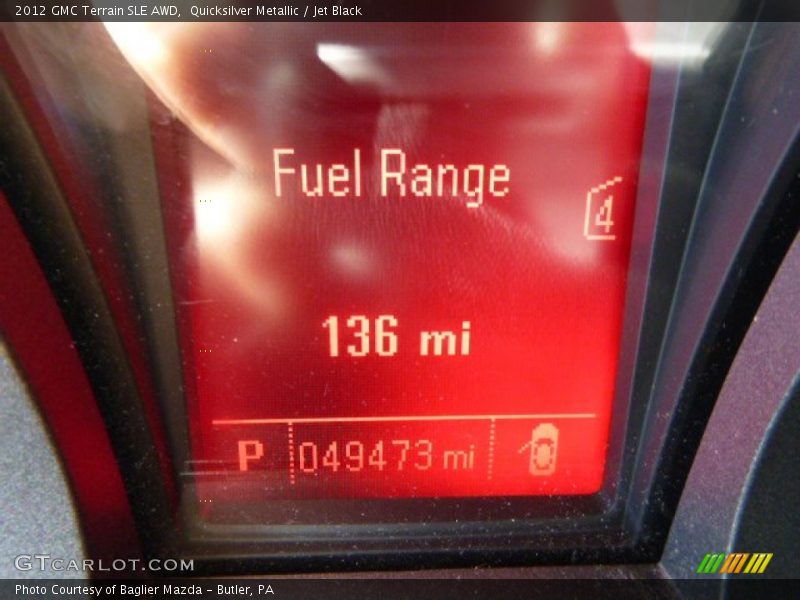 2012 GMC Terrain SLE AWD,  Quicksilver Metallic / Jet Black
Fuel Range
4
136 mi
P 049473 mi
GTCARLOT.COM
Photo Courtesy of Baglier Mazda - Butler, PA